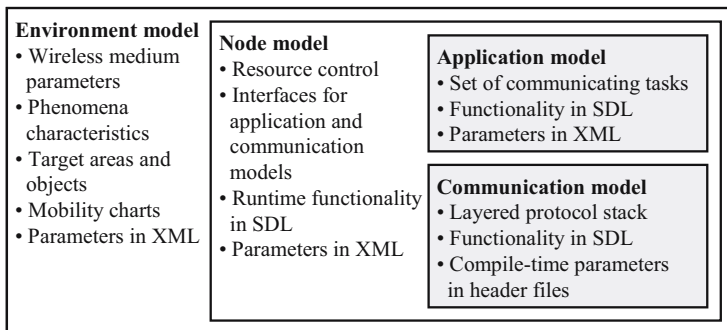 Environment model
• Wireless medium
parameters
• Phenomena
characteristics
• Target areas and
objects
• Mobility charts
• Parameters in XML
Node model
• Resource control
• Interfaces for
application and
communication
models
• Runtime functionality
in SDL
• Parameters in XML
Application model
• Set of communicating tasks
• Functionality in SDL
• Parameters in XML
Communication model
• Layered protocol stack
• Functionality in SDL
• Compile-time parameters
in header files